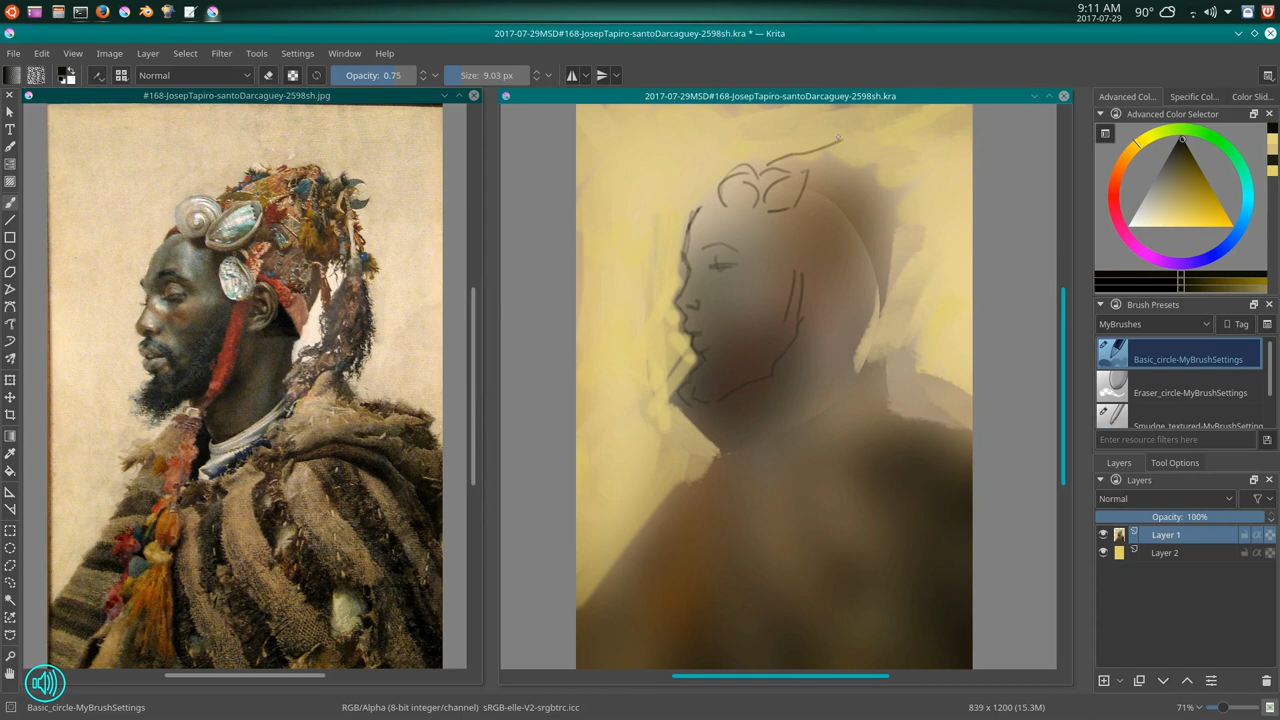 9:11 AM
2017-07-29
90°
2017-07-29MSD#168-JosepTapiro-santoDarcaguey-2598sh.kra * — Krita
File Edit View Image Layer Select Filter Tools Settings Window Help
Normal Opacity: 0.75 Size: 9.03 px
#168-JosepTapiro-santoDarcaguey-2598sh.jpg
2017-07-29MSD#168-JosepTapiro-santoDarcaguey-2598sh.kra
Advanced Col... Specific Col... Color Slid...
Advanced Color Selector
Brush Presets
MyBrushes Tag
Basic_circle-MyBrushSettings
Eraser_circle-MyBrushSettings
Smudge_textured-MyBrushSetting
Enter resource filters here
Layers Tool Options
Layers
Normal
Opacity: 100%
Layer 1
Layer 2
Basic_circle-MyBrushSettings
RGB/Alpha (8-bit integer/channel) sRGB-elle-V2-srgbtrc.icc
839 x 1200 (15.3M)
71%